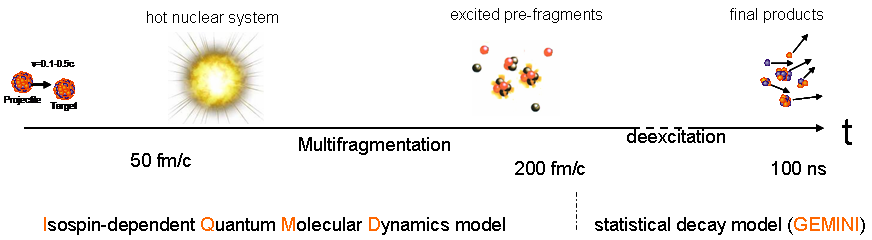 hot nuclear system
excited pre-fragments
final products
v=0.1-0.5c
Projectile
Target
t
Multifragmentation
deexcitation
50 fm/c
200 fm/c
100 ns
Isospin-dependent Quantum Molecular Dynamics model
statistical decay model (GEMINI)